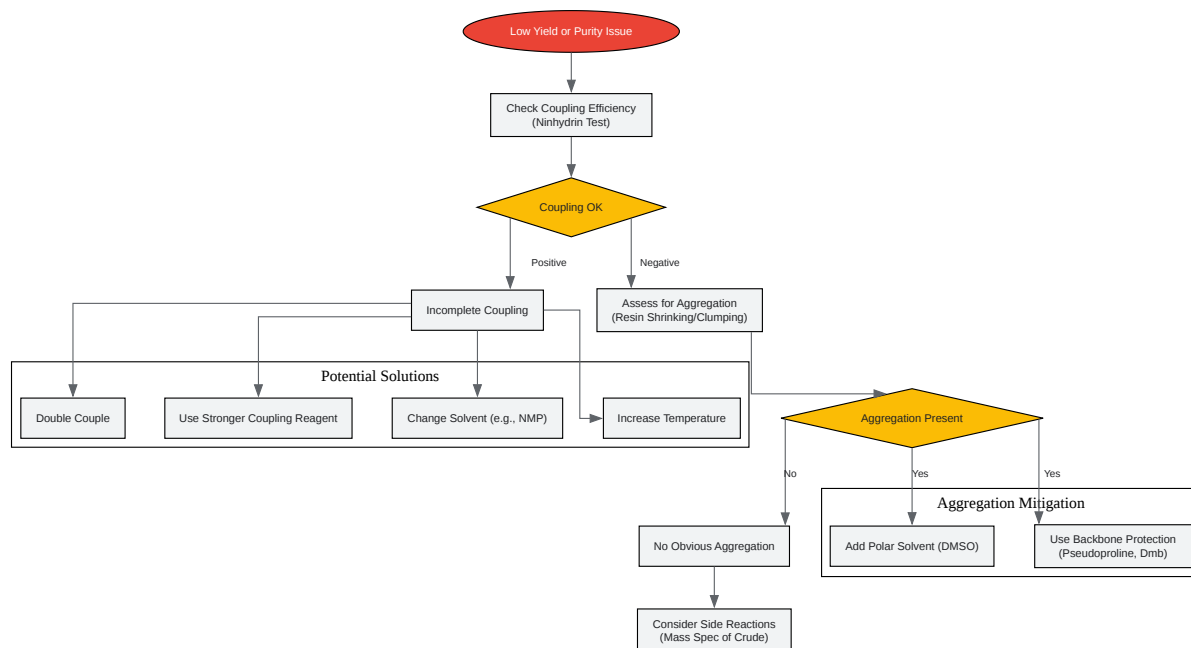 Low Yield or Purity Issue
Check Coupling Efficiency
(Ninhydrin Test)
Coupling OK
Positive
Negative
Incomplete Coupling
Assess for Aggregation
(Resin Shrinking/Clumping)
Potential Solutions
Double Couple
Use Stronger Coupling Reagent
Change Solvent (e.g., NMP)
Increase Temperature
Aggregation Present
No
Yes
Yes
Aggregation Mitigation
No Obvious Aggregation
Add Polar Solvent (DMSO)
Use Backbone Protection
(Pseudoproline, Dmb)
Consider Side Reactions
(Mass Spec of Crude)